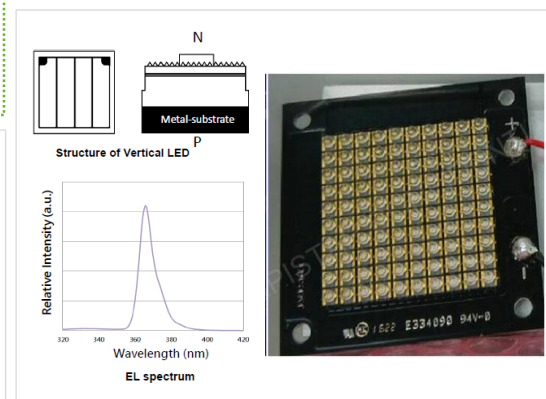 N
Metal-substrate
P
Structure of Vertical LED
Relative Intensity (a.u.)
320 340 360 380 400 420
Wavelength (nm)
EL spectrum
+
-
1522 E334090 94V-0